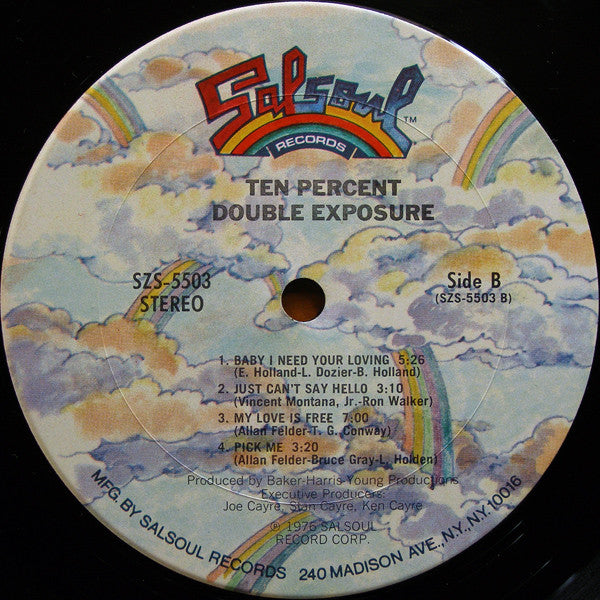 Salsoul
TM
RECORDS
TEN PERCENT
DOUBLE EXPOSURE
SZS-5503
STEREO
Side B
(SZS-5503 B)
1. BABY I NEED YOUR LOVING 5:26
(E. Holland-L. Dozier-B. Holland)
2. JUST CAN'T SAY HELLO 3:10
(Vincent Montana, Jr.-Ron Walker)
3. MY LOVE IS FREE 7:00
(Allan Felder-T. G. Conway)
4. PICK ME 3:20
(Allan Felder-Bruce Gray-L. Holden)
Produced by Baker-Harris-Young Productions
Executive Producers:
Joe Cayre, Stan Cayre, Ken Cayre
℗ 1976 SALSOUL
RECORD CORP.
MFG. BY SALSOUL RECORDS 240 MADISON AVE., N.Y., N.Y. 10016